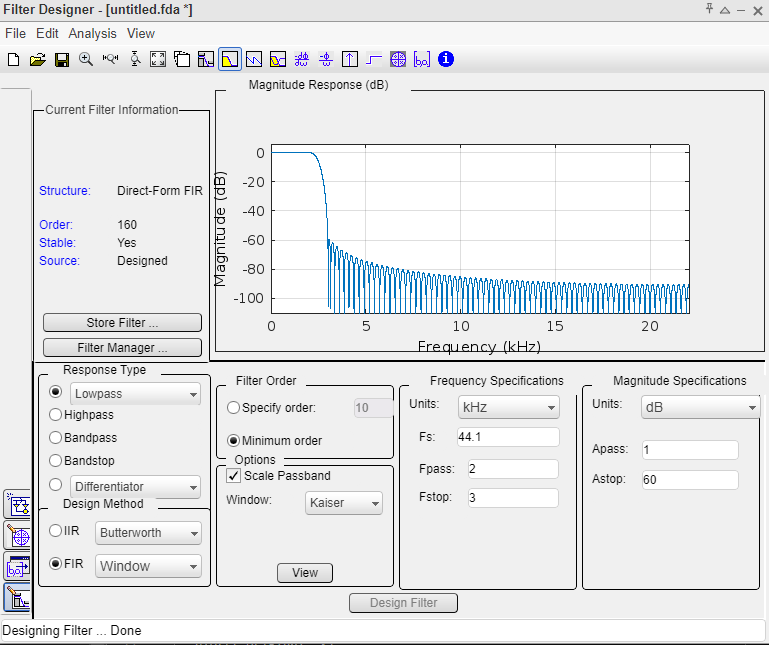 Filter Designer - [untitled.fda *]
File Edit Analysis View
Magnitude Response (dB)
Current Filter Information
Structure: Direct-Form FIR
Order: 160
Stable: Yes
Source: Designed
Store Filter ...
Filter Manager ...
Magnitude (dB)
0
-20
-40
-60
-80
-100
0 5 10 15 20
Frequency (kHz)
Response Type
Lowpass
Highpass
Bandpass
Bandstop
Differentiator
Design Method
IIR Butterworth
FIR Window
Filter Order
Specify order: 10
Minimum order
Options
Scale Passband
Window: Kaiser
View
Frequency Specifications
Units: kHz
Fs: 44.1
Fpass: 2
Fstop: 3
Magnitude Specifications
Units: dB
Apass: 1
Astop: 60
Design Filter
Designing Filter ... Done